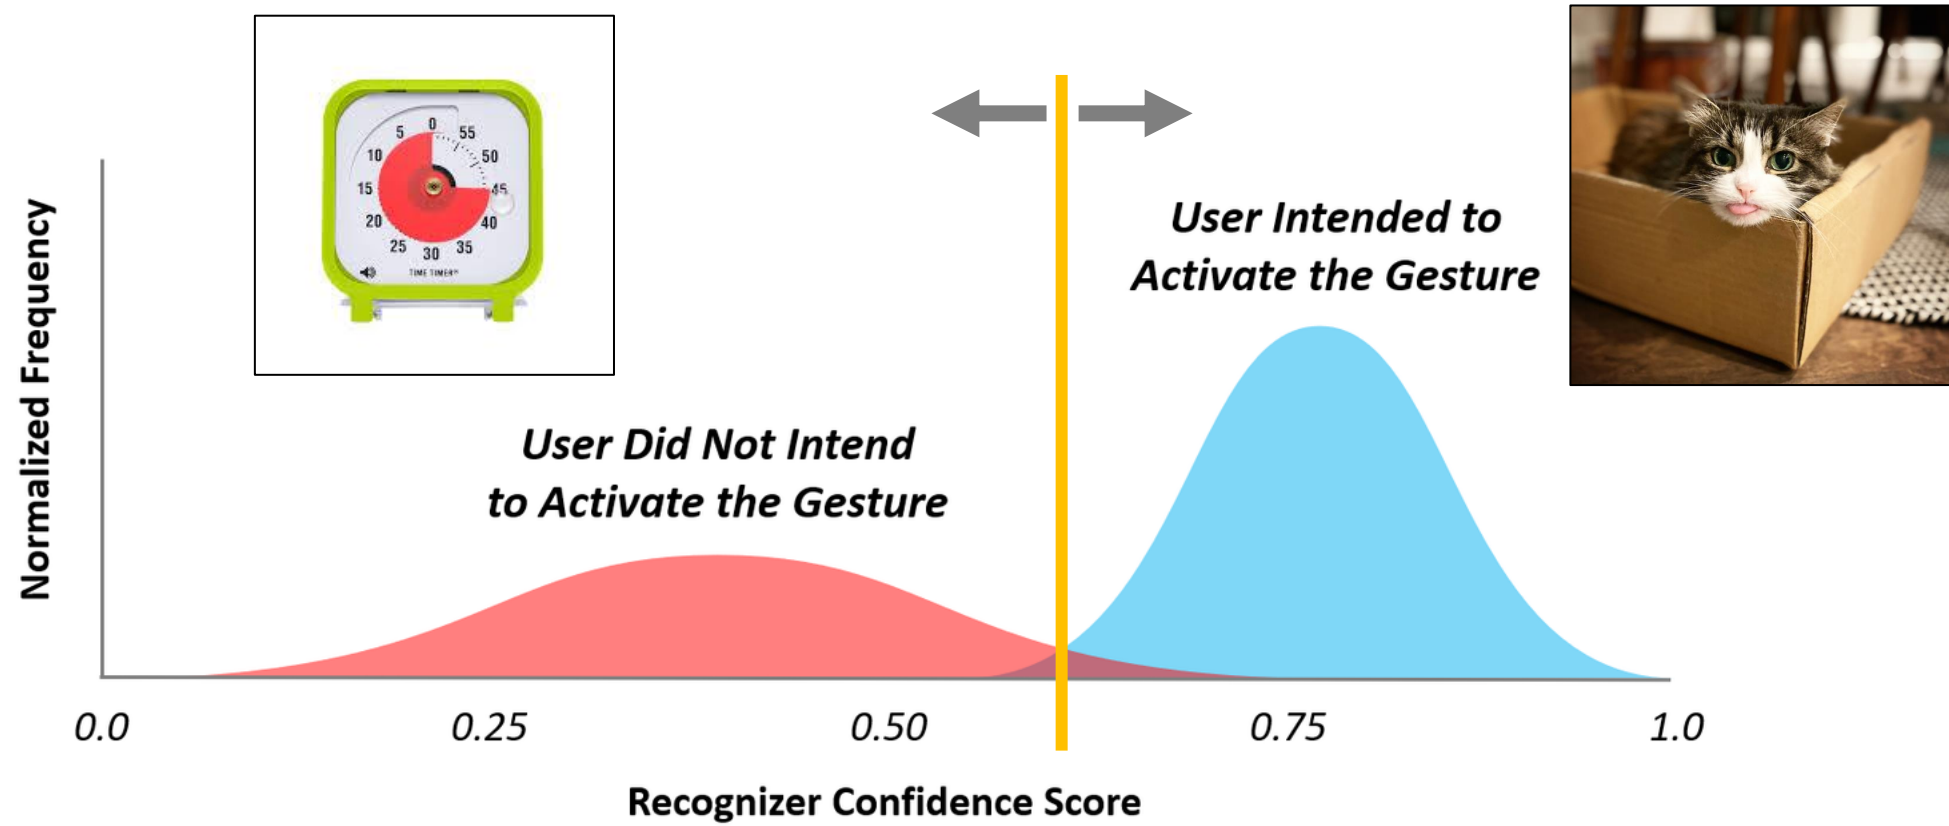 0
55
50
45
40
35
30
25
20
15
10
5
TIME TIMER
User Intended to
Activate the Gesture
User Did Not Intend
to Activate the Gesture
Normalized Frequency
0.0 0.25 0.50 0.75 1.0
Recognizer Confidence Score